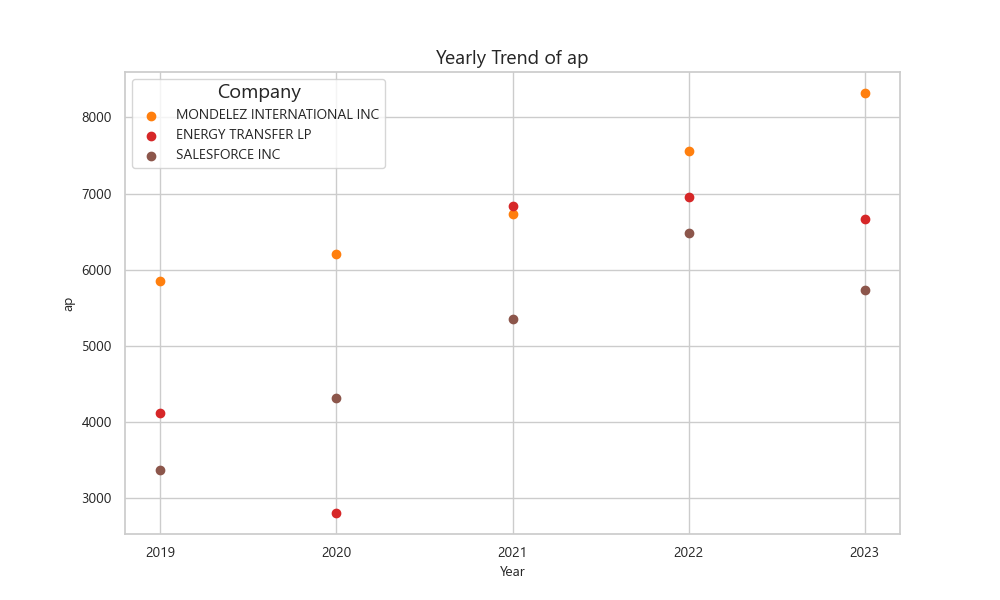 Yearly Trend of ap
Company
MONDELEZ INTERNATIONAL INC
ENERGY TRANSFER LP
SALESFORCE INC
8000
7000
6000
5000
4000
3000
ap
2019 2020 2021 2022 2023
Year